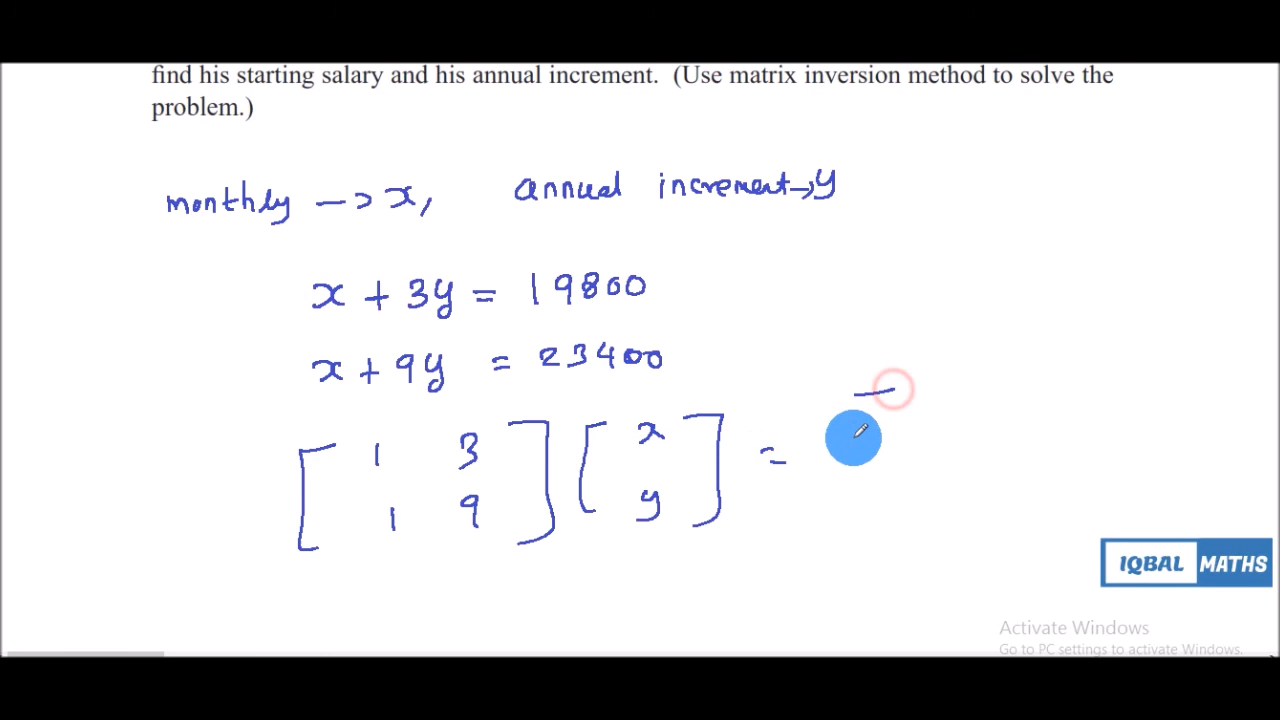 find his starting salary and his annual increment. (Use matrix inversion method to solve the
problem.)
monthly → x, annual increment → y
x + 3y = 19800
x + 9y = 23400
[ 1 3 ] [ x ] =
[ 1 9 ] [ y ]
IQBAL MATHS
Activate Windows
Go to PC settings to activate Windows.